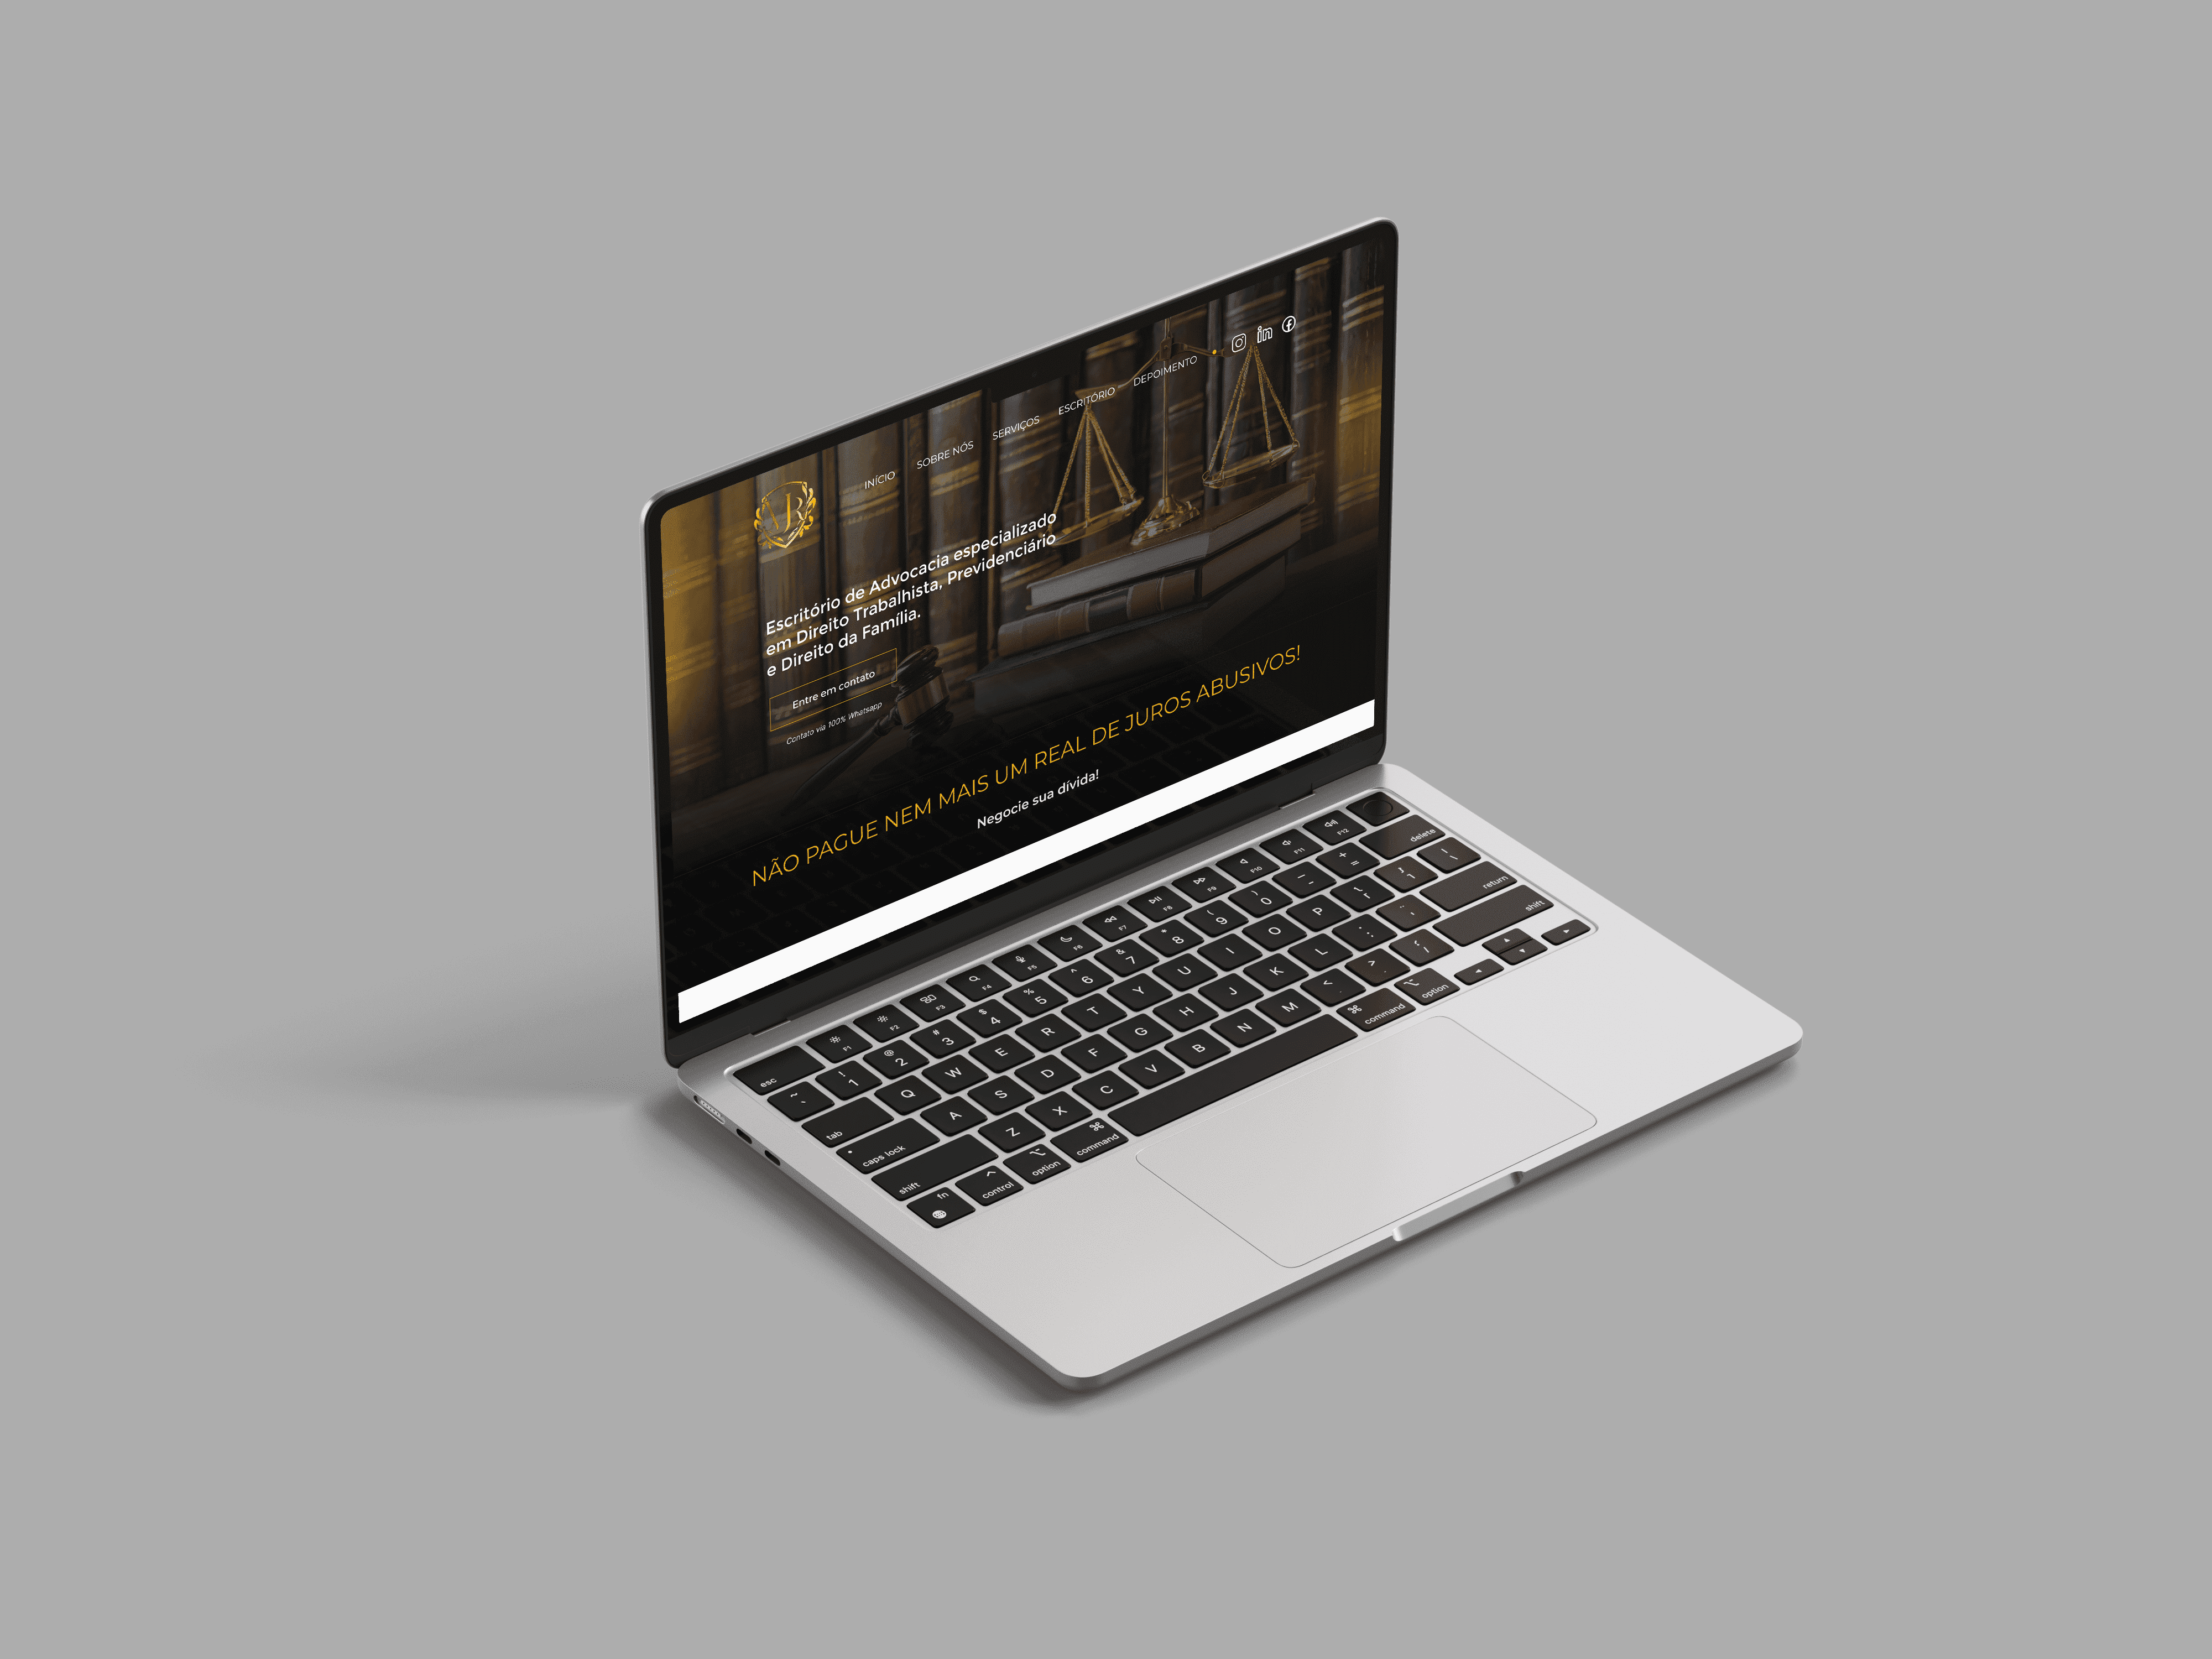 INÍCIO SOBRE NÓS SERVIÇOS ESCRITÓRIO DEPOIMENTO
Escritório de Advocacia especializado
em Direito Trabalhista, Previdenciário
e Direito da Família.
Entre em contato
Contato via 100% Whatsapp
NÃO PAGUE NEM MAIS UM REAL DE JUROS ABUSIVOS!
Negocie sua dívida!
esc F1 F2 F3 F4 F5 F6 F7 F8 F9 F10 F11 F12
~ ` ! 1 @ 2 # 3 $ 4 % 5 ^ 6 & 7 * 8 ( 9 ) 0 _ - + = delete
tab Q W E R T Y U I O P
caps lock A S D F G H J K L return
shift Z X C V B N M < > . shift
fn control option command command option